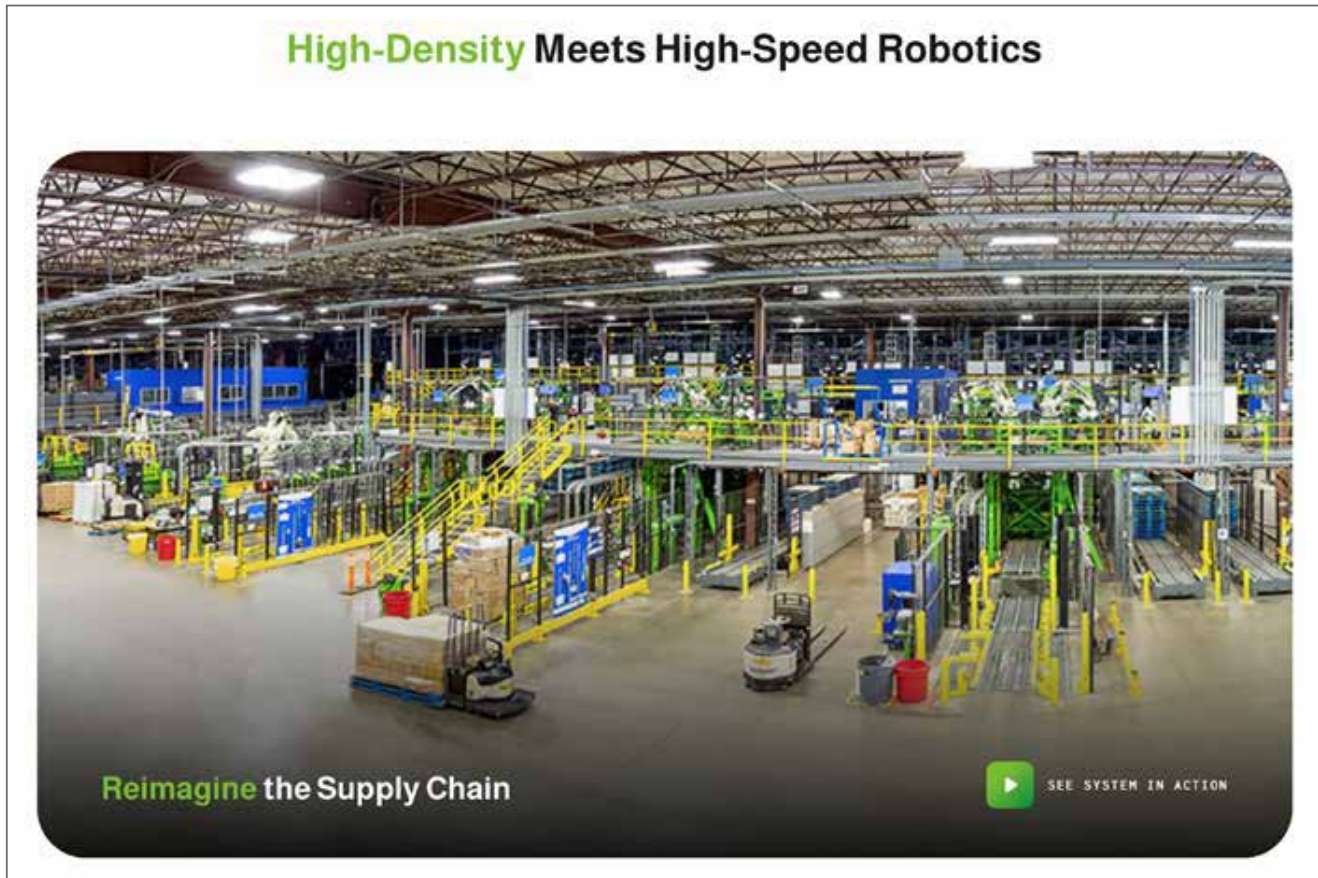 High-Density Meets High-Speed Robotics
Reimagine the Supply Chain
SEE SYSTEM IN ACTION